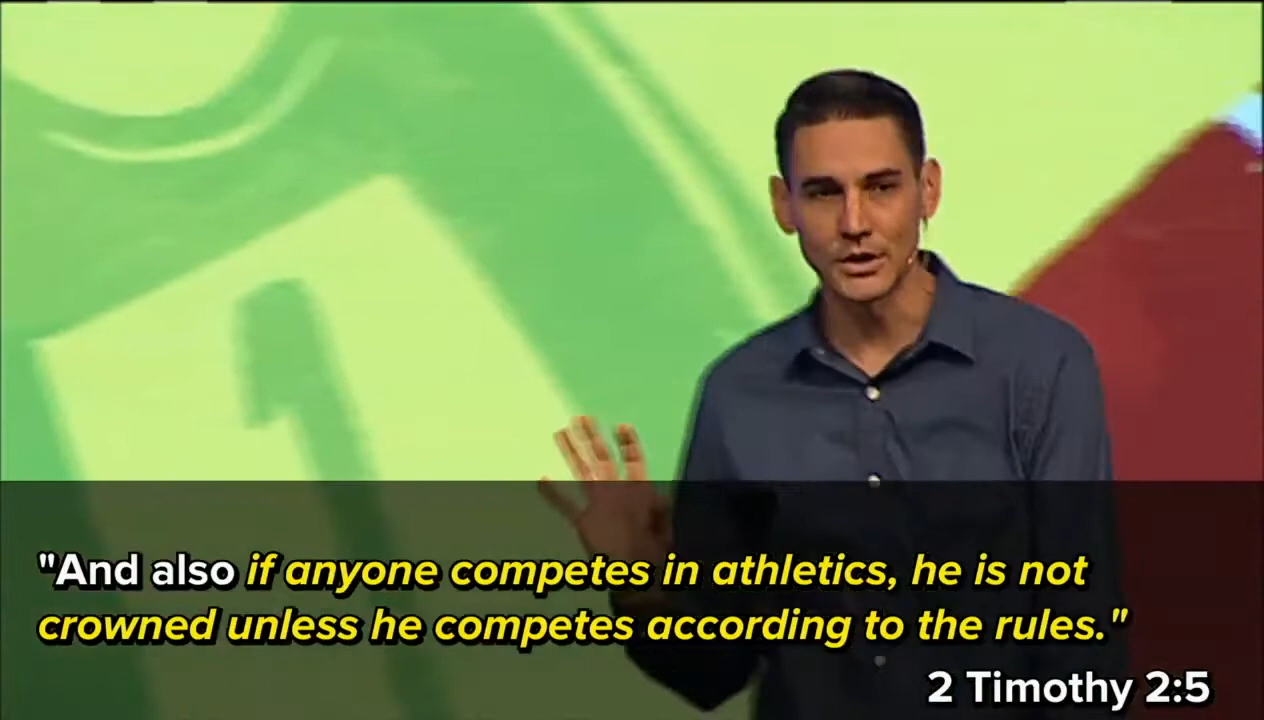 1
"And also if anyone competes in athletics, he is not
crowned unless he competes according to the rules."
2 Timothy 2:5